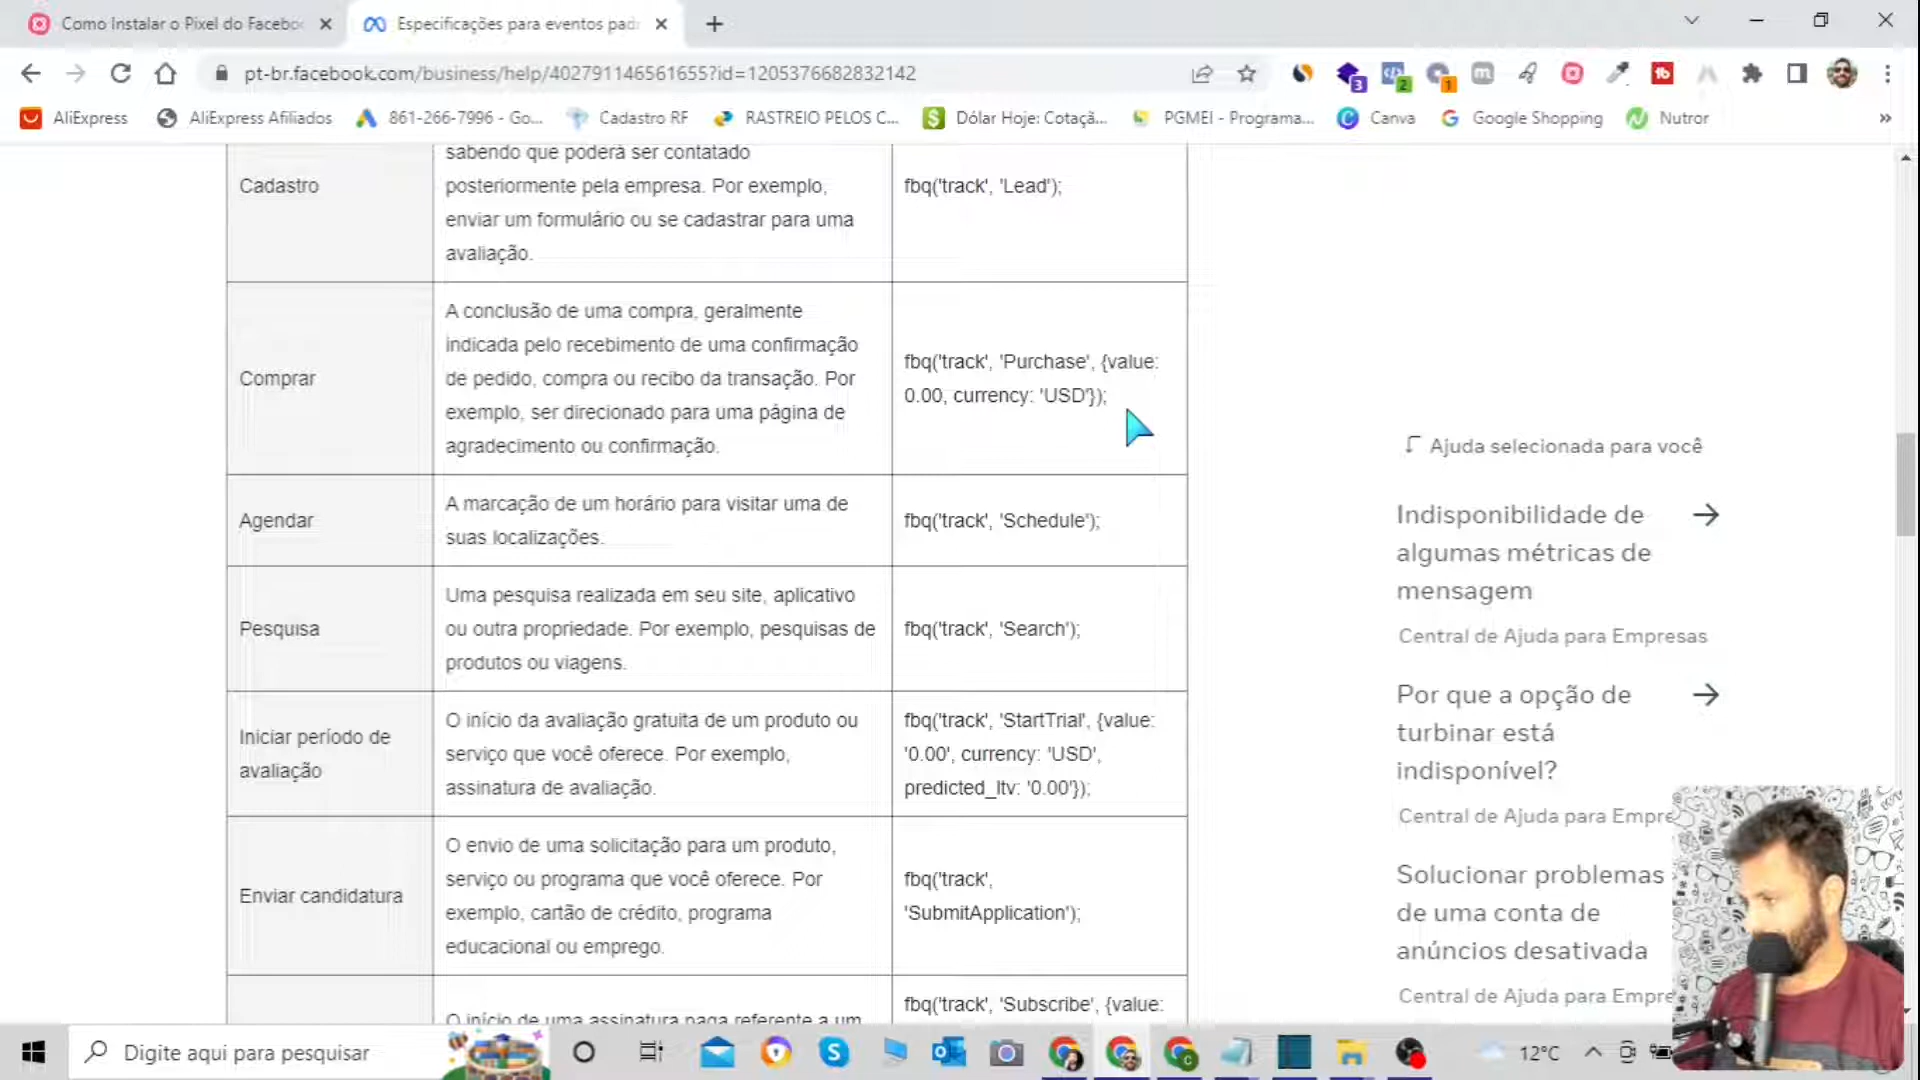 Como Instalar o Pixel do Facebo
Especificações para eventos pad
pt-br.facebook.com/business/help/402791146561655?id=1205376682832142
3
2
1
m
AliExpress
AliExpress Afiliados
861-266-7996 - Go...
Cadastro RF
RASTREIO PELOS C...
Dólar Hoje: Cotaçã...
PGMEI - Programa...
Canva
Google Shopping
Nutror
»
sabendo que poderá ser contatado
posteriormente pela empresa. Por exemplo,
enviar um formulário ou se cadastrar para uma
avaliação.
Cadastro
fbq('track', 'Lead');
A conclusão de uma compra, geralmente
indicada pelo recebimento de uma confirmação
de pedido, compra ou recibo da transação. Por
exemplo, ser direcionado para uma página de
agradecimento ou confirmação.
Comprar
fbq('track', 'Purchase', {value:
0.00, currency: 'USD'});
Agendar
A marcação de um horário para visitar uma de
suas localizações.
fbq('track', 'Schedule');
Pesquisa
Uma pesquisa realizada em seu site, aplicativo
ou outra propriedade. Por exemplo, pesquisas de
produtos ou viagens.
fbq('track', 'Search');
Iniciar período de
avaliação
O início da avaliação gratuita de um produto ou
serviço que você oferece. Por exemplo,
assinatura de avaliação.
fbq('track', 'StartTrial', {value:
'0.00', currency: 'USD',
predicted_ltv: '0.00'});
Enviar candidatura
O envio de uma solicitação para um produto,
serviço ou programa que você oferece. Por
exemplo, cartão de crédito, programa
educacional ou emprego.
fbq('track',
'SubmitApplication');
O início de uma assinatura paga referente a um
fbq('track', 'Subscribe', {value:
Ajuda selecionada para você
Indisponibilidade de
algumas métricas de
mensagem
Central de Ajuda para Empresas
Por que a opção de
turbinar está
indisponível?
Central de Ajuda para Empre
Solucionar problemas
de uma conta de
anúncios desativada
Central de Ajuda para Empre
Digite aqui para pesquisar
12°C